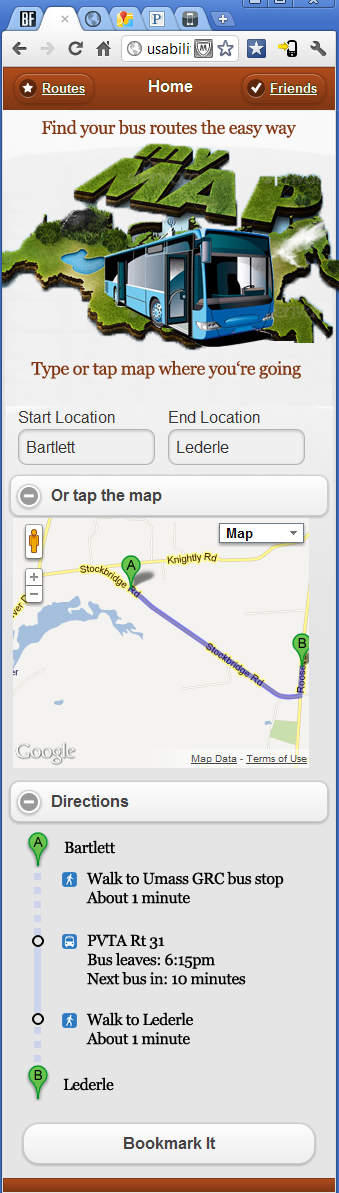 BF
usabili
Routes
Home
Friends
Find your bus routes the easy way
my
MAP
Type or tap map where you're going
Start Location
End Location
Bartlett
Lederle
Or tap the map
Map
A
Knightly Rd
Stockbridge Rd
B
Stockbridge Rd
Google
Map Data - Terms of Use
Directions
A
Bartlett
Walk to Umass GRC bus stop
About 1 minute
PVTA Rt 31
Bus leaves: 6:15pm
Next bus in: 10 minutes
Walk to Lederle
About 1 minute
B
Lederle
Bookmark It